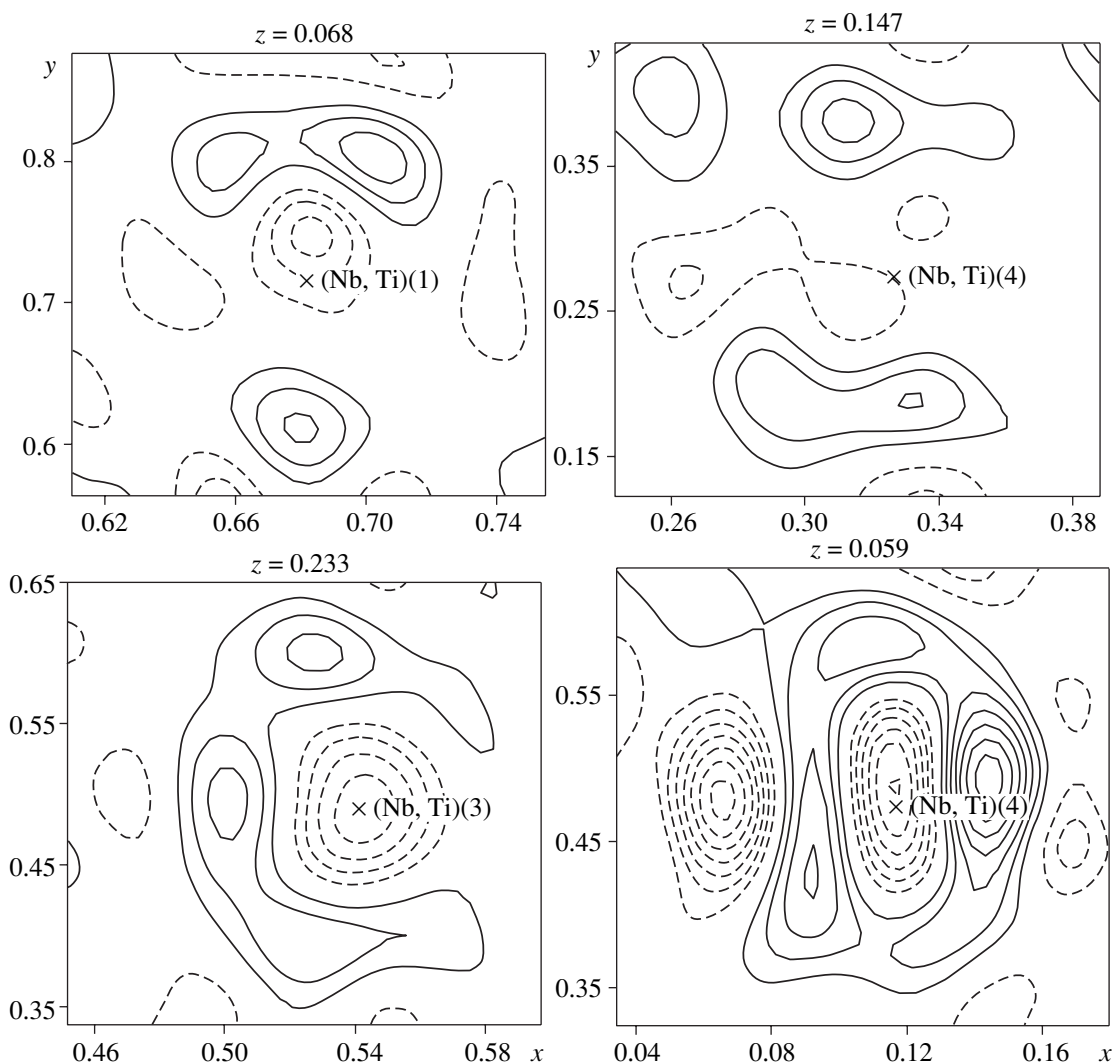 z = 0.068
y
0.8
× (Nb, Ti)(1)
0.7
0.6
0.62 0.66 0.70 0.74
z = 0.147
0.35
× (Nb, Ti)(4)
0.25
0.15
0.26 0.30 0.34 0.38
z = 0.233
0.65
0.55
× (Nb, Ti)(3)
0.45
0.35
0.46 0.50 0.54 0.58 x
z = 0.059
0.55
× (Nb, Ti)(4)
0.45
0.35
0.04 0.08 0.12 0.16 x